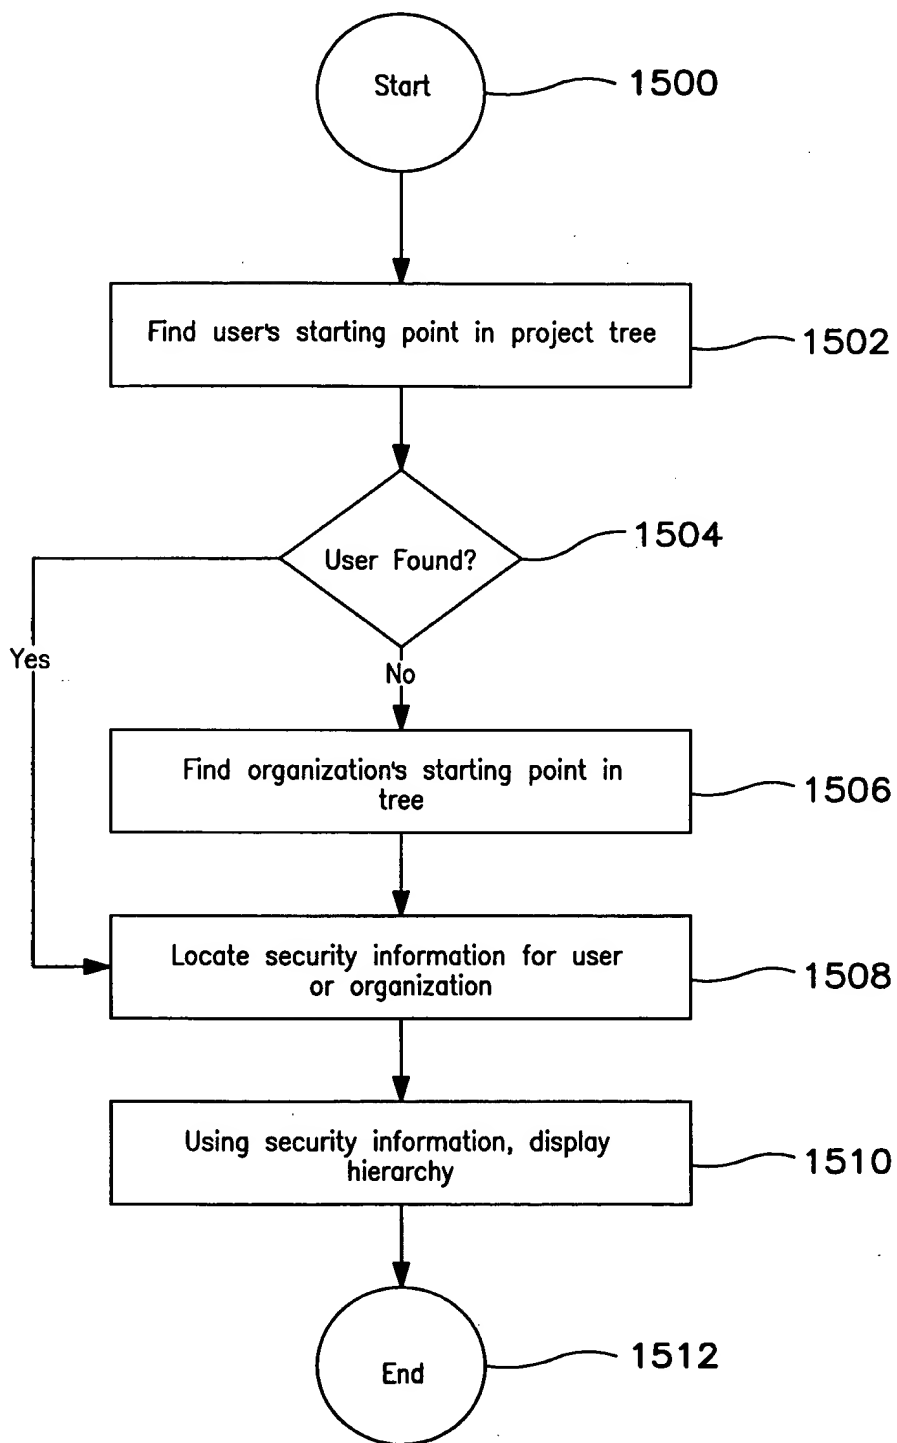 Start
1500
Find user's starting point in project tree
1502
User Found?
1504
Yes
No
Find organization's starting point in
tree
1506
Locate security information for user
or organization
1508
Using security information, display
hierarchy
1510
End
1512